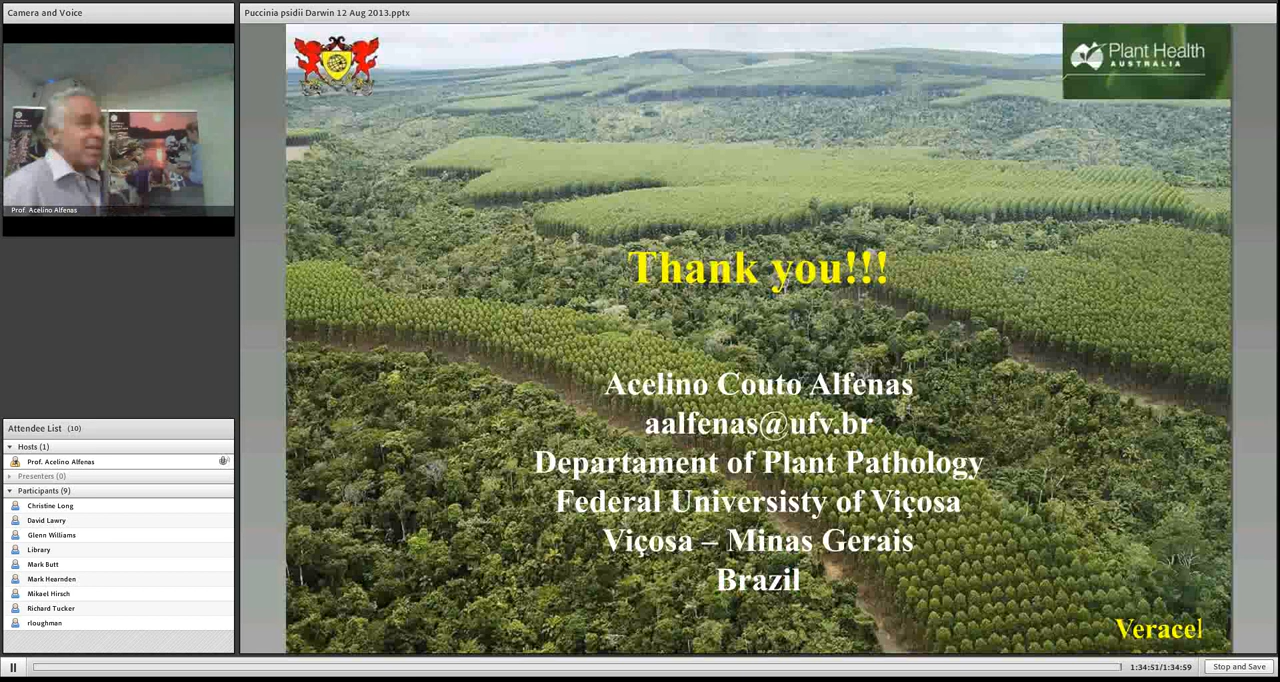 Camera and Voice
Prof. Acelino Alfenas
Attendee List (10)
Hosts (1)
Prof. Acelino Alfenas
Presenters (0)
Participants (9)
Christine Long
David Lawry
Glenn Williams
Library
Mark Butt
Mark Hearnden
Mikael Hirsch
Richard Tucker
rloughman
Puccinia psidii Darwin 12 Aug 2013.pptx
Plant Health
AUSTRALIA
Thank you!!!
Acelino Couto Alfenas
aalfenas@ufv.br
Departament of Plant Pathology
Federal Universisty of Viçosa
Viçosa – Minas Gerais
Brazil
Veracel
1:34:51/1:34:59
Stop and Save